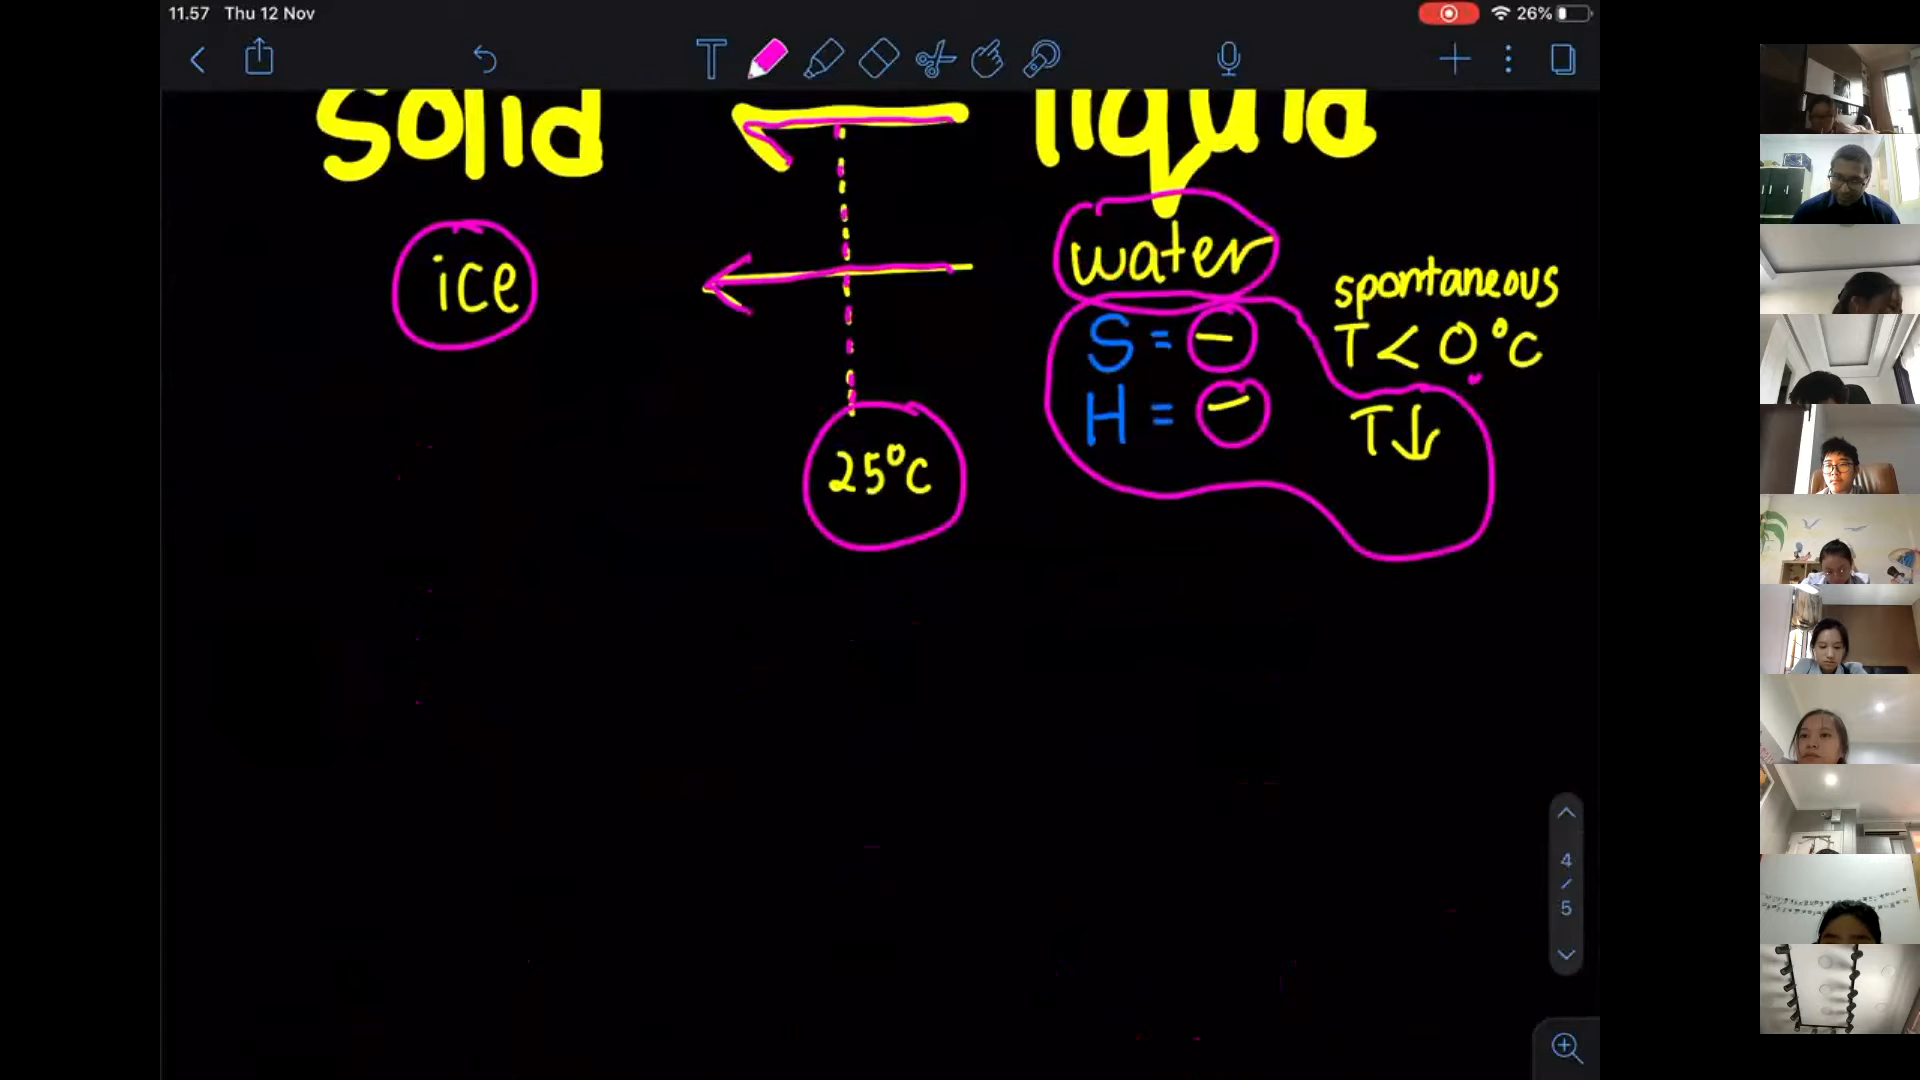 11.57 Thu 12 Nov
26%
T
solid
liquid
ice
water
S = −
H = −
spontaneous
T < 0°C
T↓
25°C
4
/
5